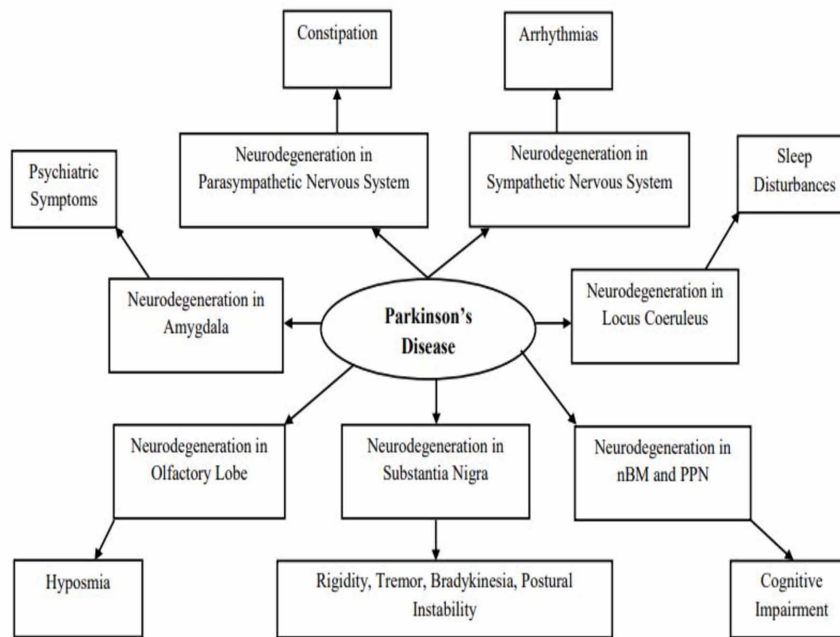 Constipation
Arrhythmias
Neurodegeneration in
Parasympathetic Nervous System
Neurodegeneration in
Sympathetic Nervous System
Psychiatric
Symptoms
Sleep
Disturbances
Neurodegeneration in
Amygdala
Parkinson's
Disease
Neurodegeneration in
Locus Coeruleus
Neurodegeneration in
Olfactory Lobe
Neurodegeneration in
Substantia Nigra
Neurodegeneration in
nBM and PPN
Hyposmia
Rigidity, Tremor, Bradykinesia, Postural
Instability
Cognitive
Impairment